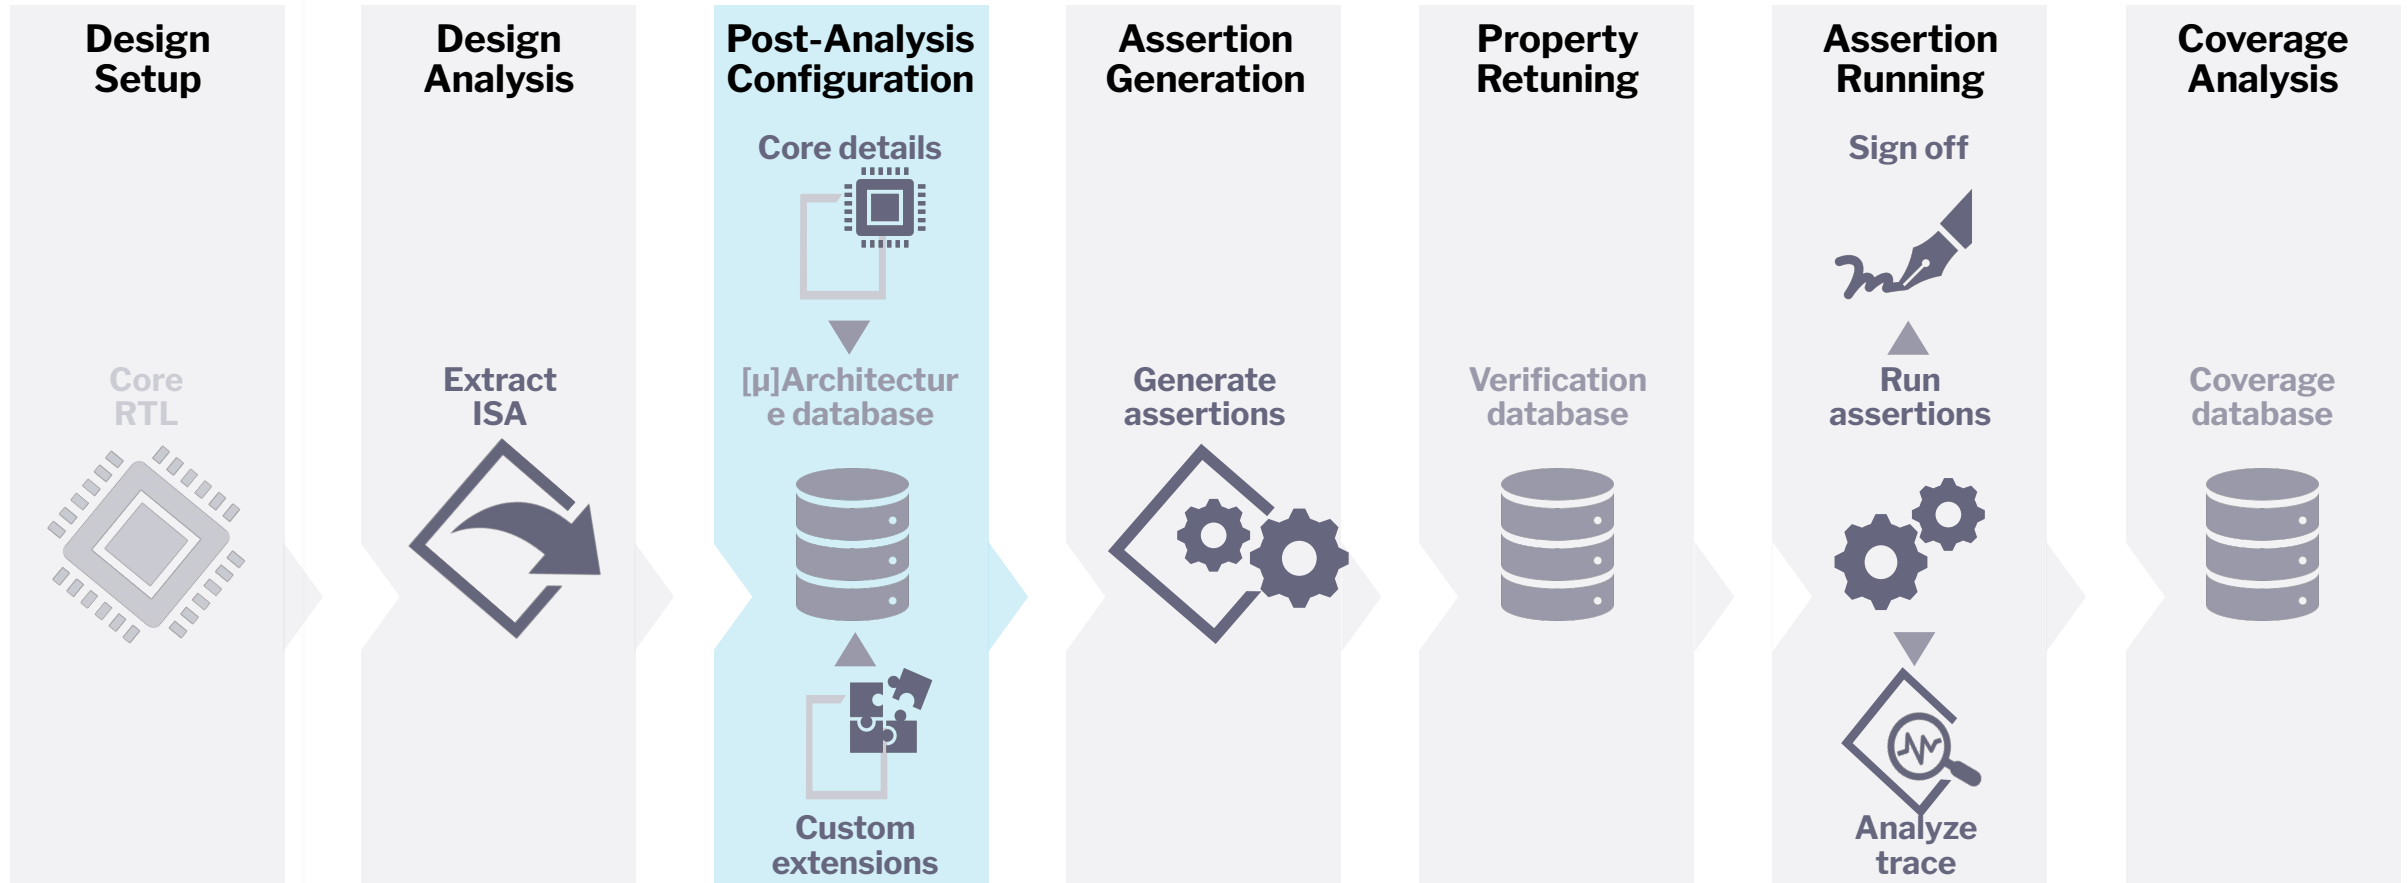 Design
Setup
Core
RTL
Design
Analysis
Extract
ISA
Post-Analysis
Configuration
Core details
[µ]Architectur
e database
Custom
extensions
Assertion
Generation
Generate
assertions
Property
Retuning
Verification
database
Assertion
Running
Sign off
Run
assertions
Analyze
trace
Coverage
Analysis
Coverage
database